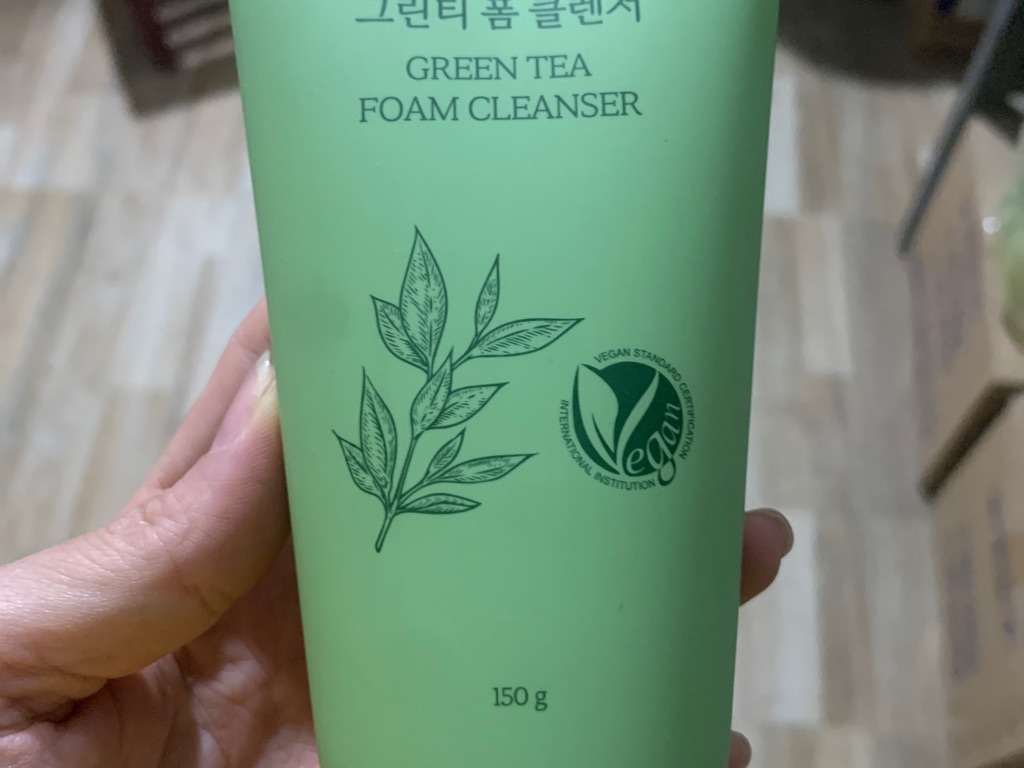 그린티 폼 클렌저
GREEN TEA
FOAM CLEANSER
VEGAN STANDARD CERTIFICATION
INTERNATIONAL INSTITUTION
Vegan
150 g